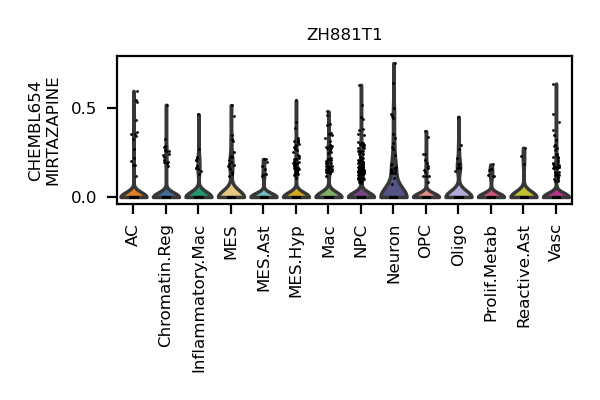 ZH881T1
CHEMBL654
MIRTAZAPINE
0.5
0.0
AC
Chromatin.Reg
Inflammatory.Mac
MES
MES.Ast
MES.Hyp
Mac
NPC
Neuron
OPC
Oligo
Prolif.Metab
Reactive.Ast
Vasc